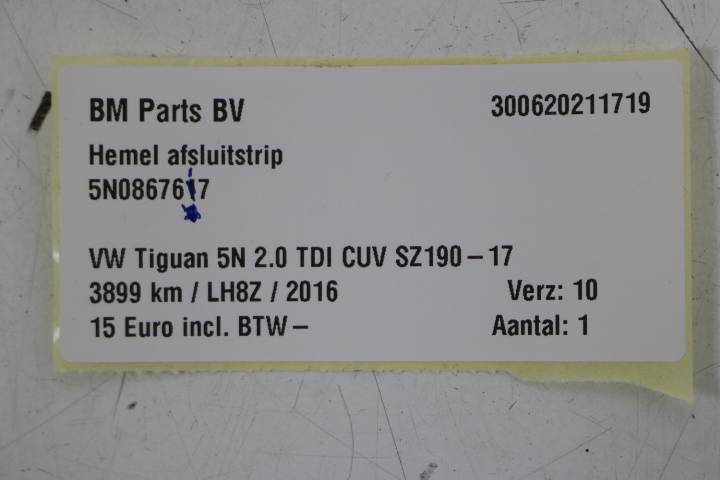 BM Parts BV 300620211719
Hemel afsluitstrip
5N0867617
VW Tiguan 5N 2.0 TDI CUV SZ190 – 17
3899 km / LH8Z / 2016 Verz: 10
15 Euro incl. BTW – Aantal: 1